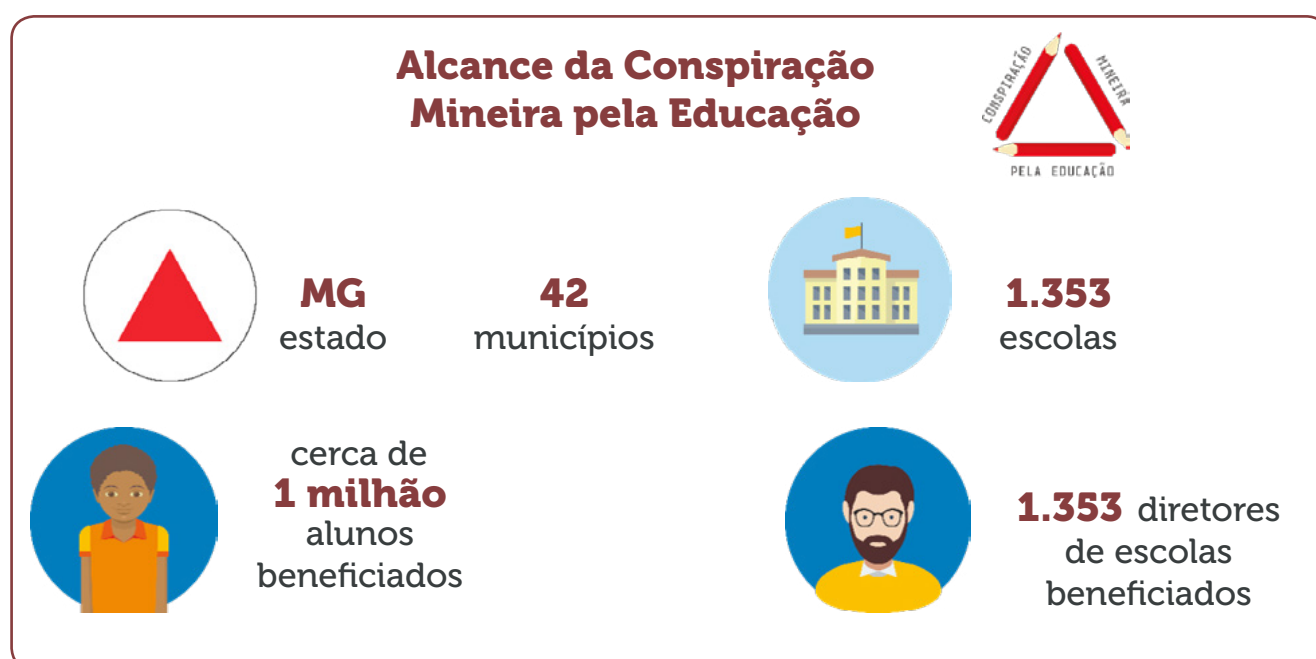 Alcance da Conspiração
Mineira pela Educação
CONSPIRAÇÃO
MINEIRA
PELA EDUCAÇÃO
MG
estado
42
municípios
1.353
escolas
cerca de
1 milhão
alunos
beneficiados
1.353 diretores
de escolas
beneficiados